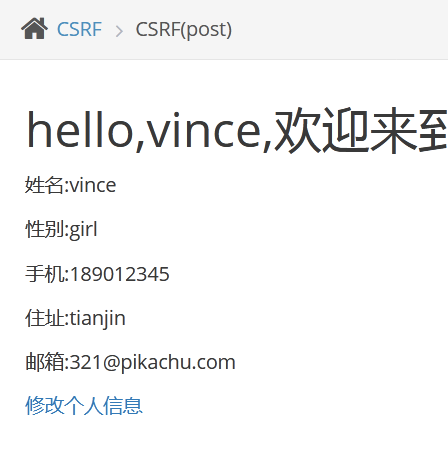 CSRF > CSRF(post)
hello,vince,欢迎来到
姓名:vince
性别:girl
手机:189012345
住址:tianjin
邮箱:321@pikachu.com
修改个人信息